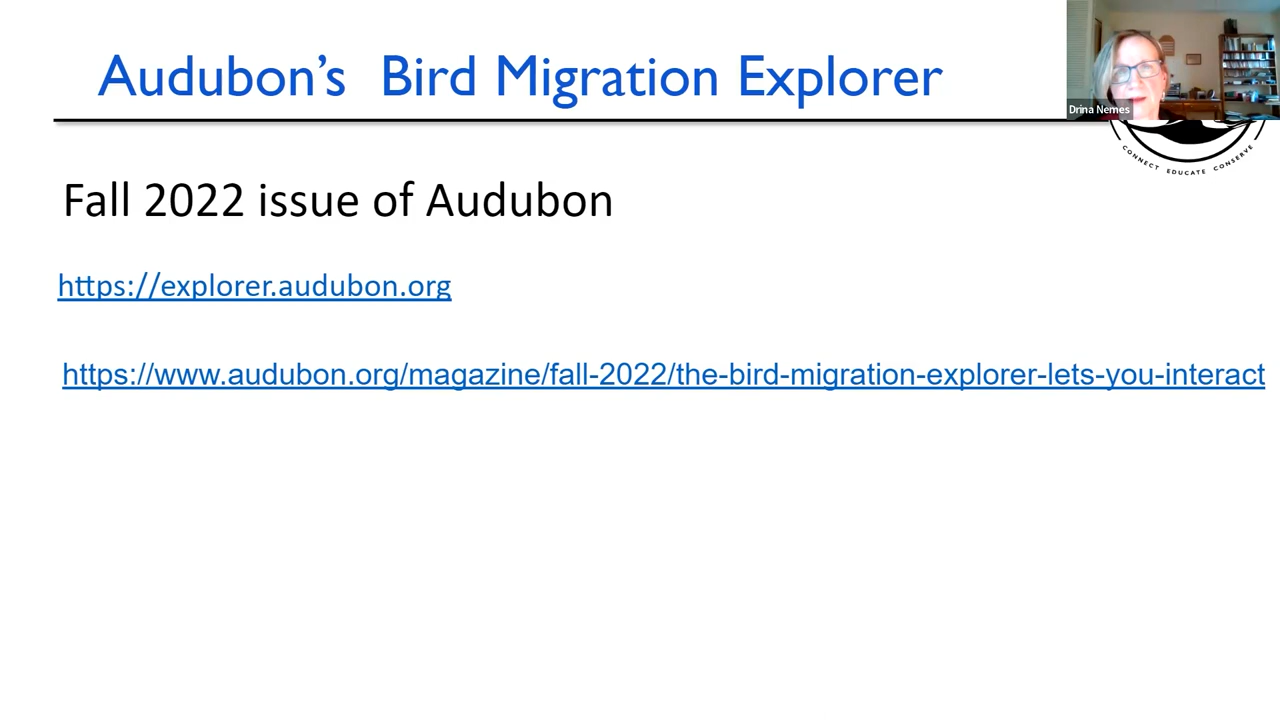 Audubon’s  Bird Migration Explorer
Drina Nemes
CONNECT EDUCATE CONSERVE
Fall 2022 issue of Audubon
https://explorer.audubon.org
https://www.audubon.org/magazine/fall-2022/the-bird-migration-explorer-lets-you-interact